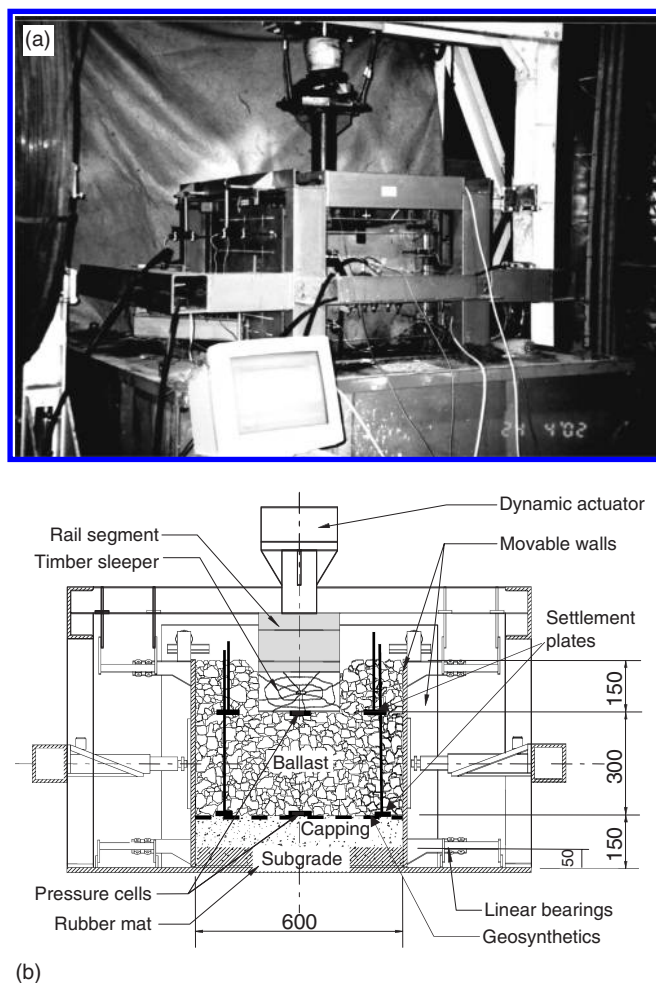 (a)
24 4'02
Dynamic actuator
Rail segment
Timber sleeper
Movable walls
Settlement
plates
150
300
Ballast
Capping
150
50
Subgrade
Pressure cells
Rubber mat
600
Linear bearings
Geosynthetics
(b)